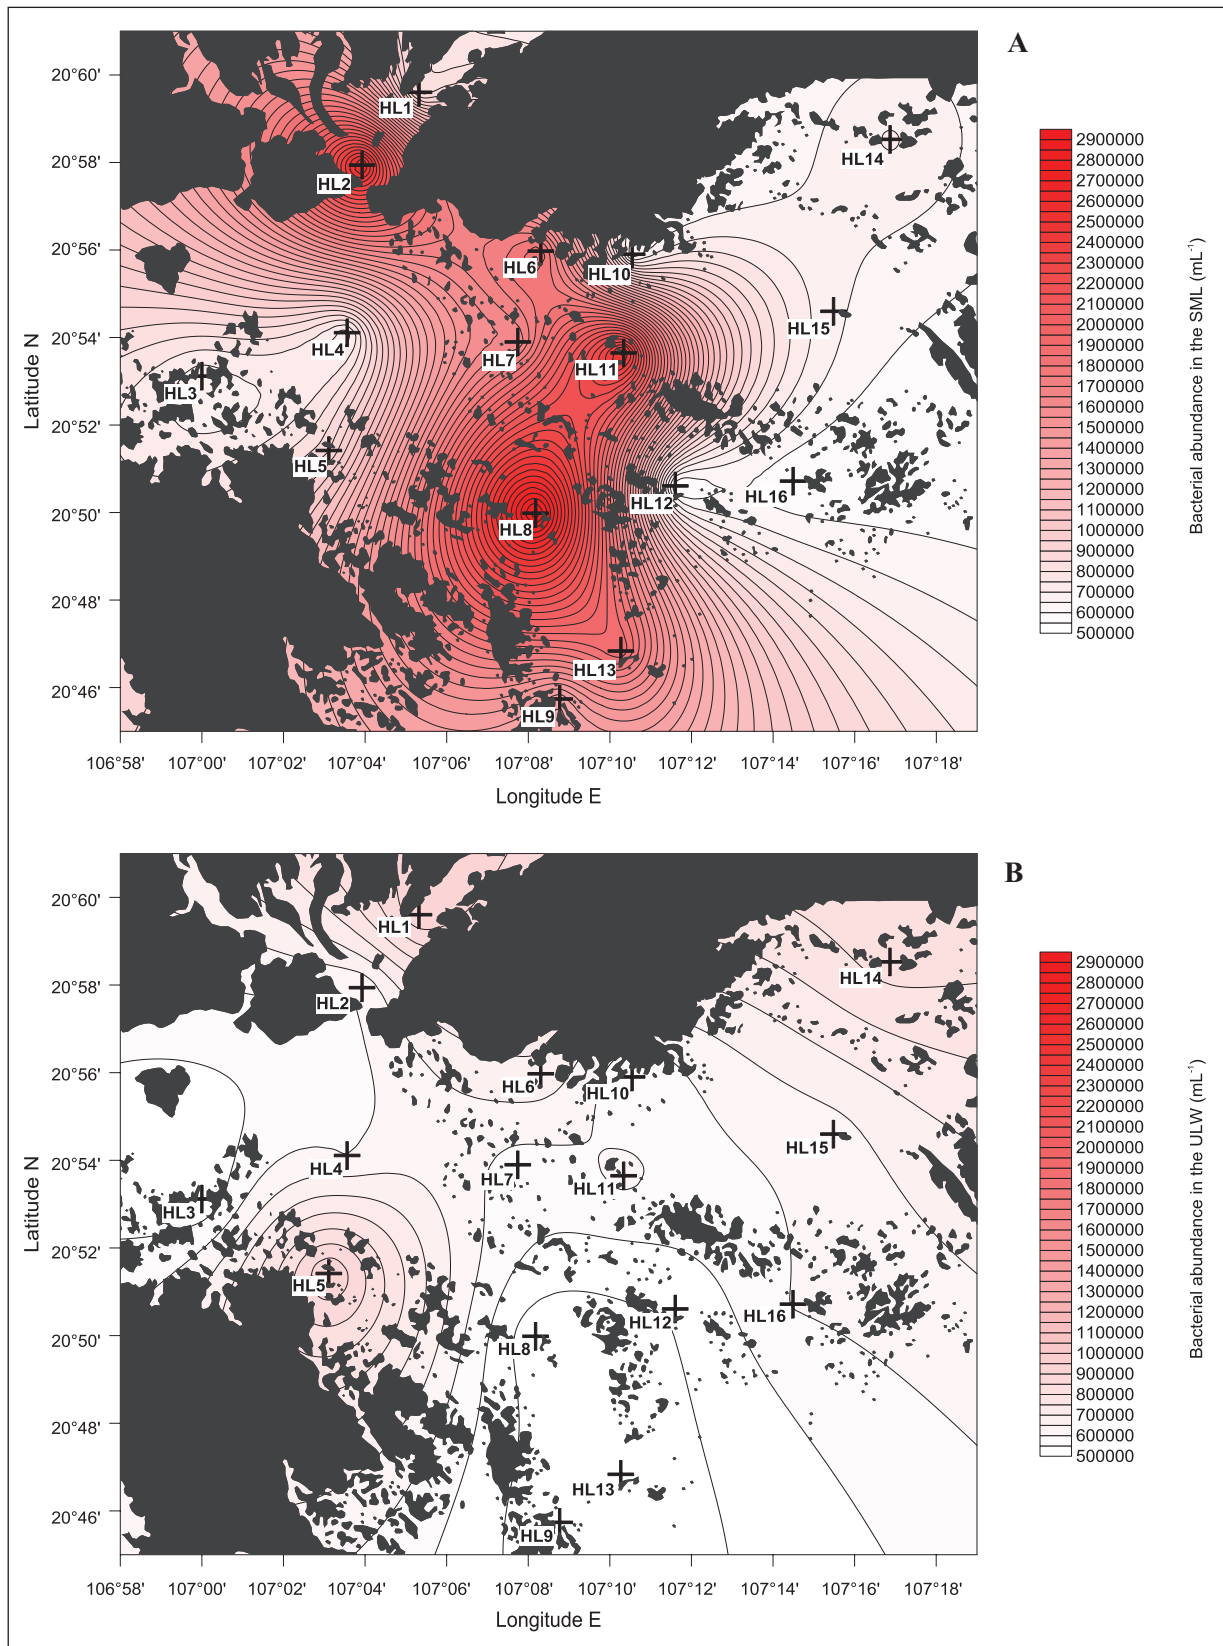 A
20°60'
20°58'
20°56'
20°54'
20°52'
20°50'
20°48'
20°46'
Latitude N
HL1
HL2
HL14
HL6
HL10
HL15
HL4
HL7
HL11
HL3
HL5
HL16
HL12
HL8
HL13
HL9
106°58' 107°00' 107°02' 107°04' 107°06' 107°08' 107°10' 107°12' 107°14' 107°16' 107°18'
Longitude E
2900000
2800000
2700000
2600000
2500000
2400000
2300000
2200000
2100000
2000000
1900000
1800000
1700000
1600000
1500000
1400000
1300000
1200000
1100000
1000000
900000
800000
700000
600000
500000
Bacterial abundance in the SML (mL⁻¹)
B
20°60'
20°58'
20°56'
20°54'
20°52'
20°50'
20°48'
20°46'
Latitude N
HL1
HL14
HL2
HL6
HL10
HL15
HL4
HL7
HL11
HL3
HL5
HL16
HL12
HL8
HL13
HL9
106°58' 107°00' 107°02' 107°04' 107°06' 107°08' 107°10' 107°12' 107°14' 107°16' 107°18'
Longitude E
2900000
2800000
2700000
2600000
2500000
2400000
2300000
2200000
2100000
2000000
1900000
1800000
1700000
1600000
1500000
1400000
1300000
1200000
1100000
1000000
900000
800000
700000
600000
500000
Bacterial abundance in the ULW (mL⁻¹)